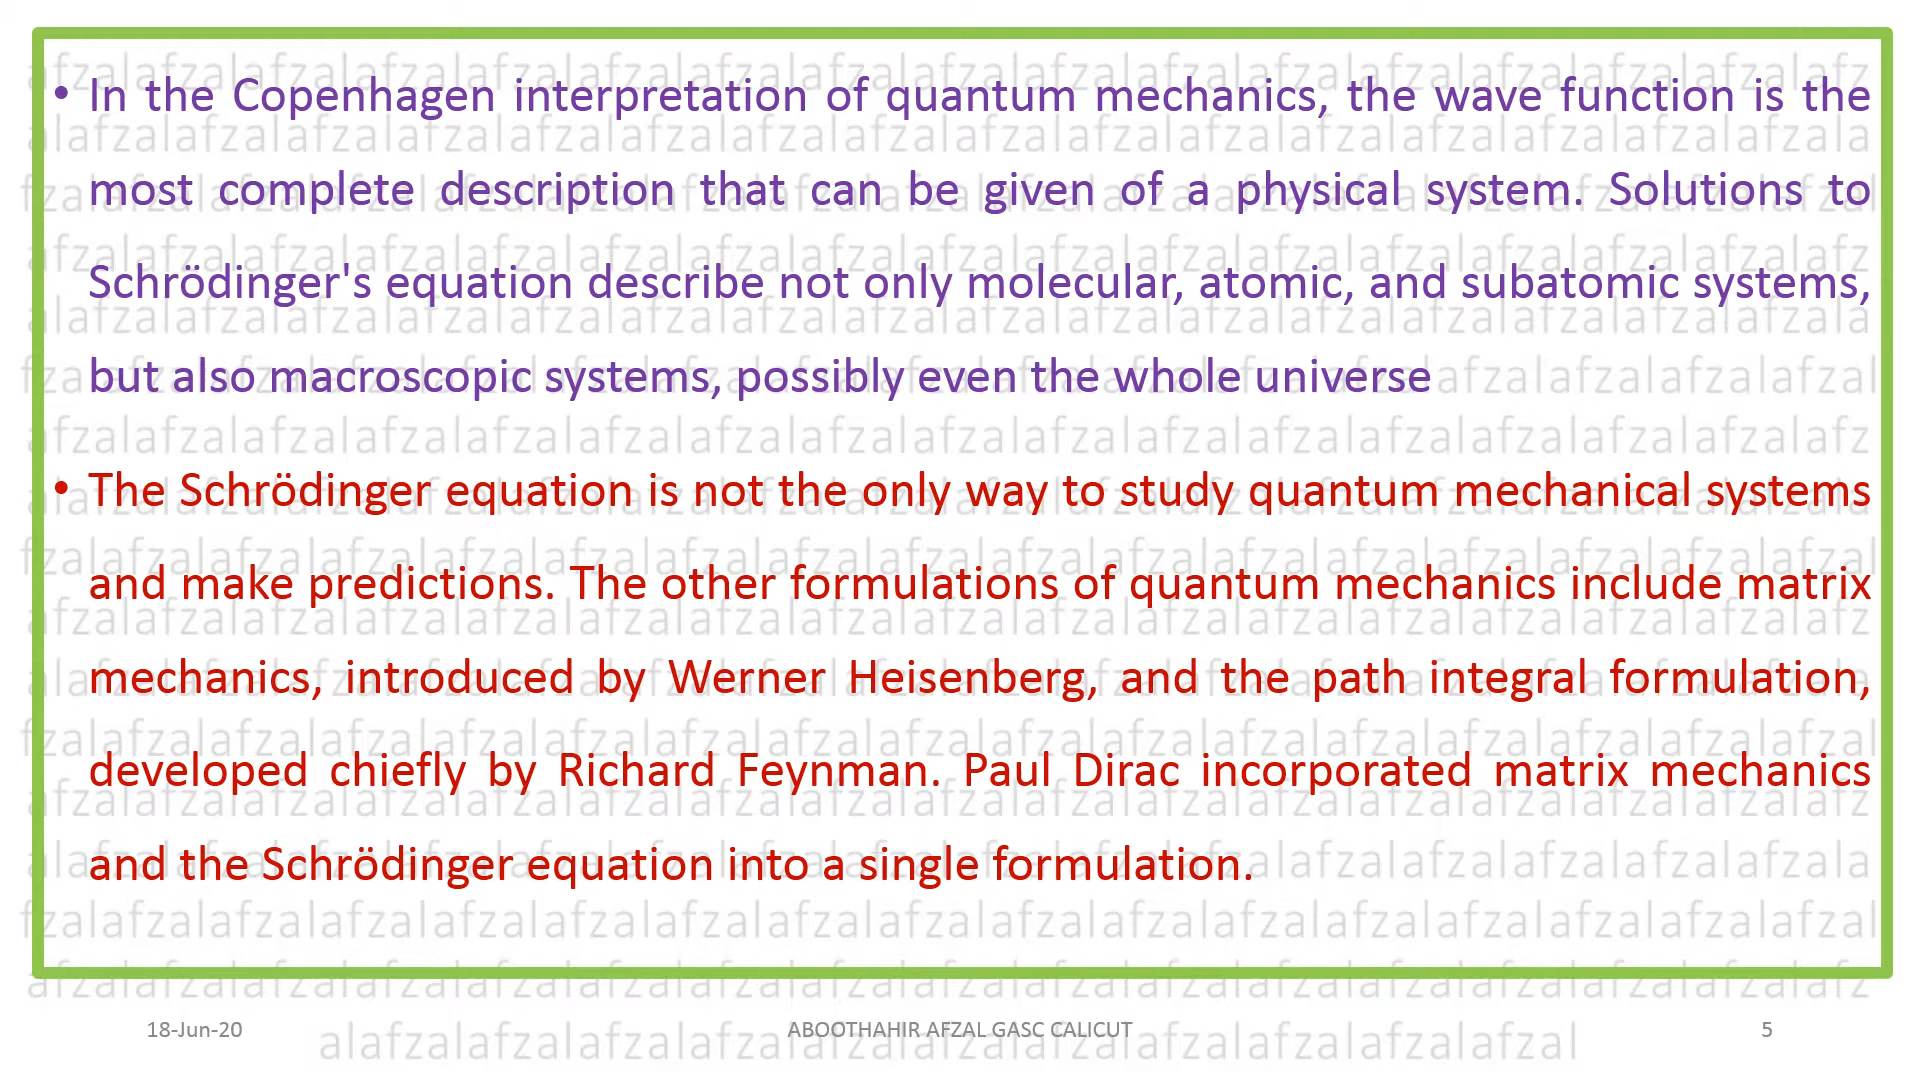 • In the Copenhagen interpretation of quantum mechanics, the wave function is the
most complete description that can be given of a physical system. Solutions to
Schrödinger's equation describe not only molecular, atomic, and subatomic systems,
but also macroscopic systems, possibly even the whole universe
• The Schrödinger equation is not the only way to study quantum mechanical systems
and make predictions. The other formulations of quantum mechanics include matrix
mechanics, introduced by Werner Heisenberg, and the path integral formulation,
developed chiefly by Richard Feynman. Paul Dirac incorporated matrix mechanics
and the Schrödinger equation into a single formulation.
18-Jun-20 ABOOTHAHIR AFZAL GASC CALICUT 5